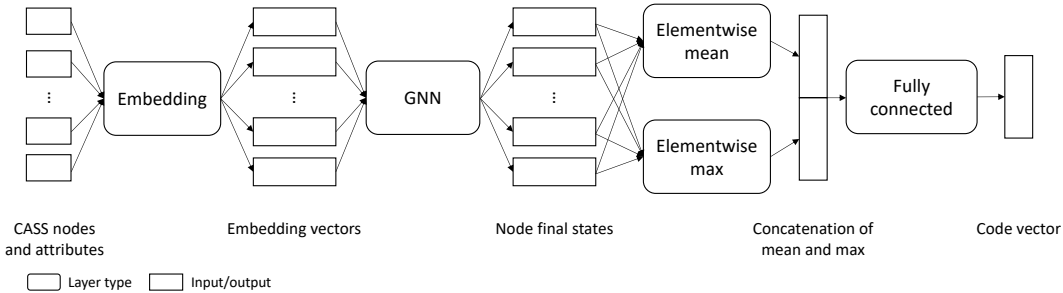 Embedding
GNN
Elementwise
mean
Elementwise
max
Fully
connected
...
...
...
CASS nodes
and attributes
Embedding vectors
Node final states
Concatenation of
mean and max
Code vector
Layer type
Input/output